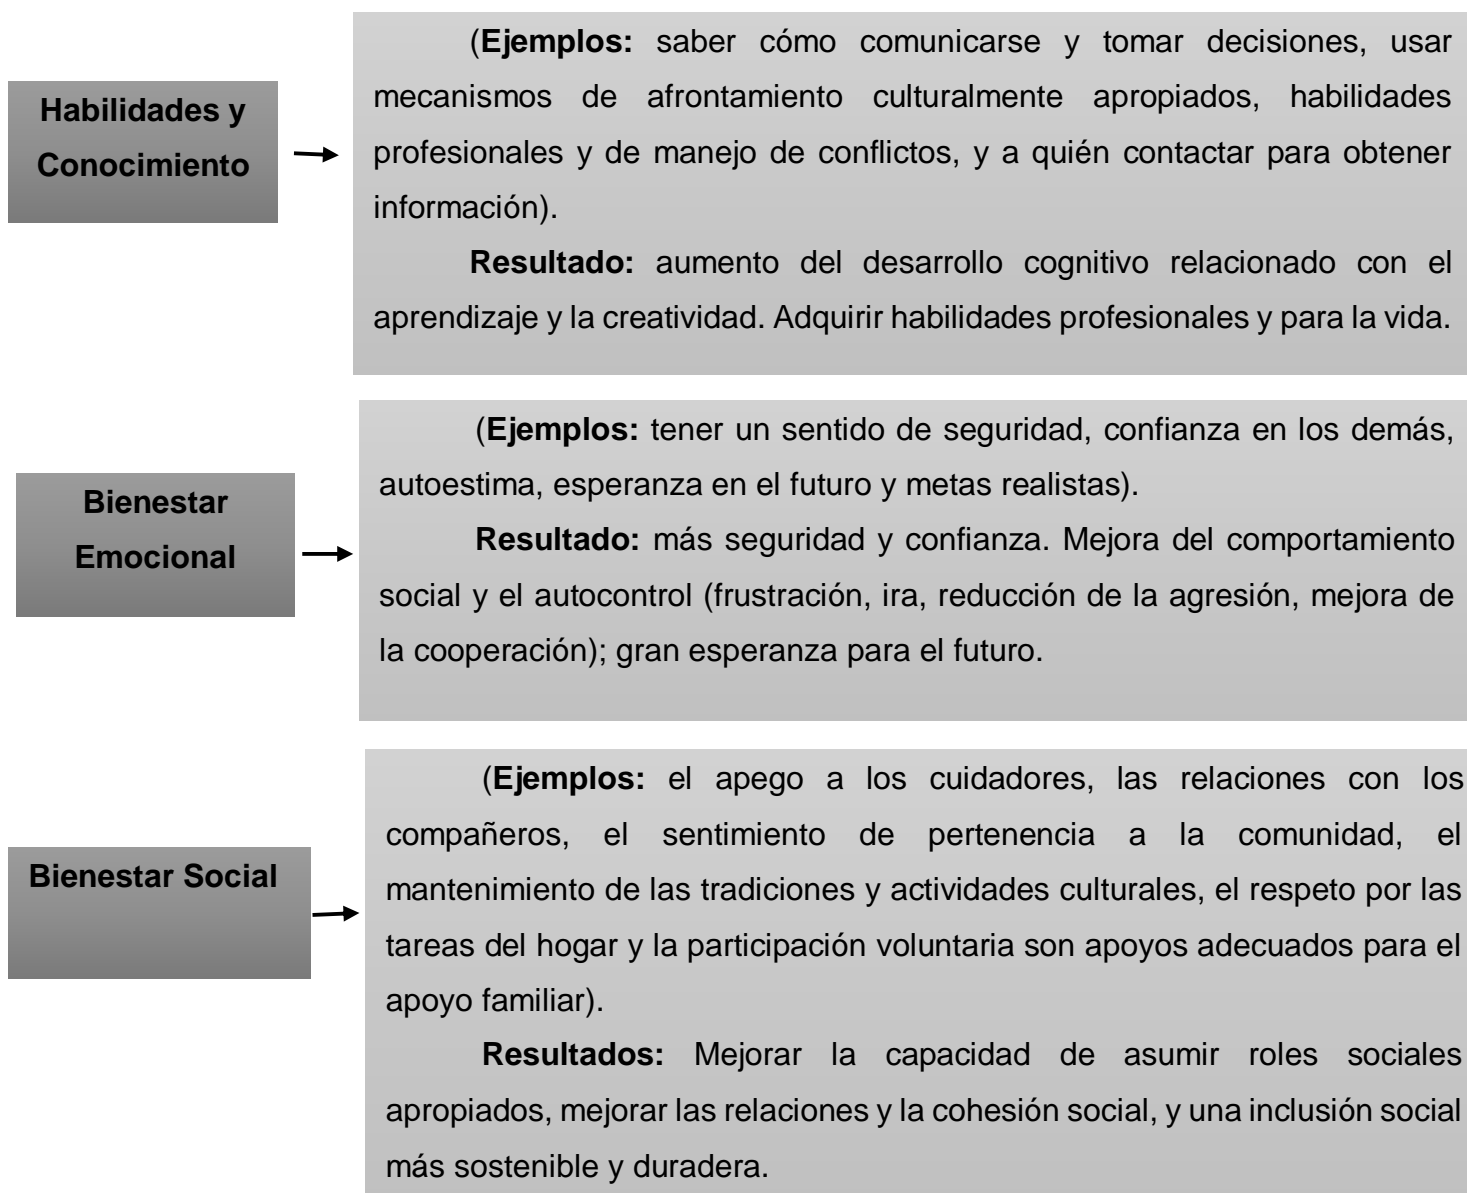 Habilidades y
Conocimiento
(Ejemplos: saber cómo comunicarse y tomar decisiones, usar
mecanismos de afrontamiento culturalmente apropiados, habilidades
profesionales y de manejo de conflictos, y a quién contactar para obtener
información).
Resultado: aumento del desarrollo cognitivo relacionado con el
aprendizaje y la creatividad. Adquirir habilidades profesionales y para la vida.
Bienestar
Emocional
(Ejemplos: tener un sentido de seguridad, confianza en los demás,
autoestima, esperanza en el futuro y metas realistas).
Resultado: más seguridad y confianza. Mejora del comportamiento
social y el autocontrol (frustración, ira, reducción de la agresión, mejora de
la cooperación); gran esperanza para el futuro.
Bienestar Social
(Ejemplos: el apego a los cuidadores, las relaciones con los
compañeros, el sentimiento de pertenencia a la comunidad, el
mantenimiento de las tradiciones y actividades culturales, el respeto por las
tareas del hogar y la participación voluntaria son apoyos adecuados para el
apoyo familiar).
Resultados: Mejorar la capacidad de asumir roles sociales
apropiados, mejorar las relaciones y la cohesión social, y una inclusión social
más sostenible y duradera.